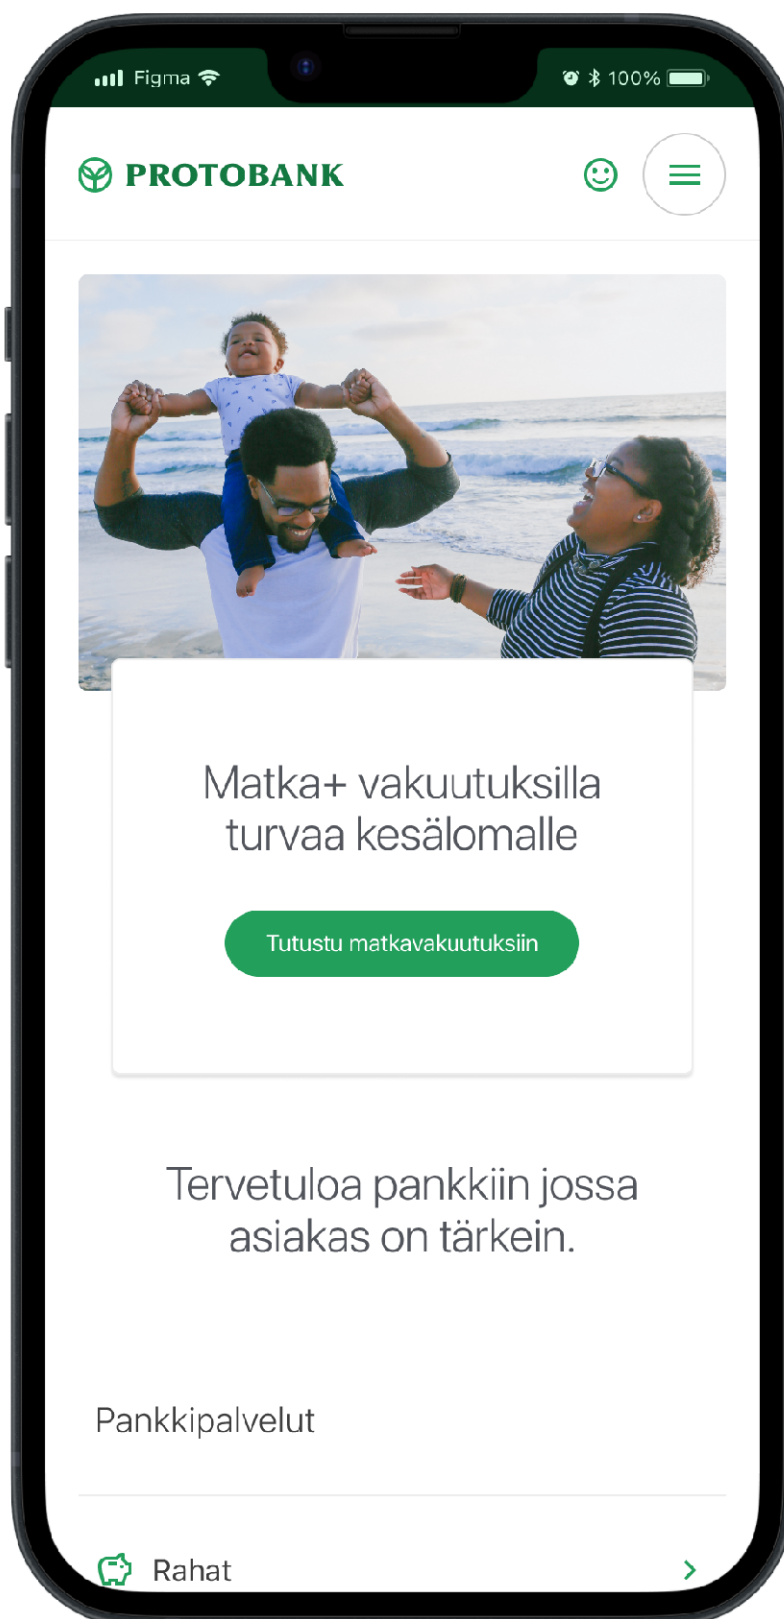 Figma
100%
PROTOBANK
Matka+ vakuutuksilla
turvaa kesälomalle
Tutustu matkavakuutuksiin
Tervetuloa pankkiin jossa
asiakas on tärkein.
Pankkipalvelut
Rahat